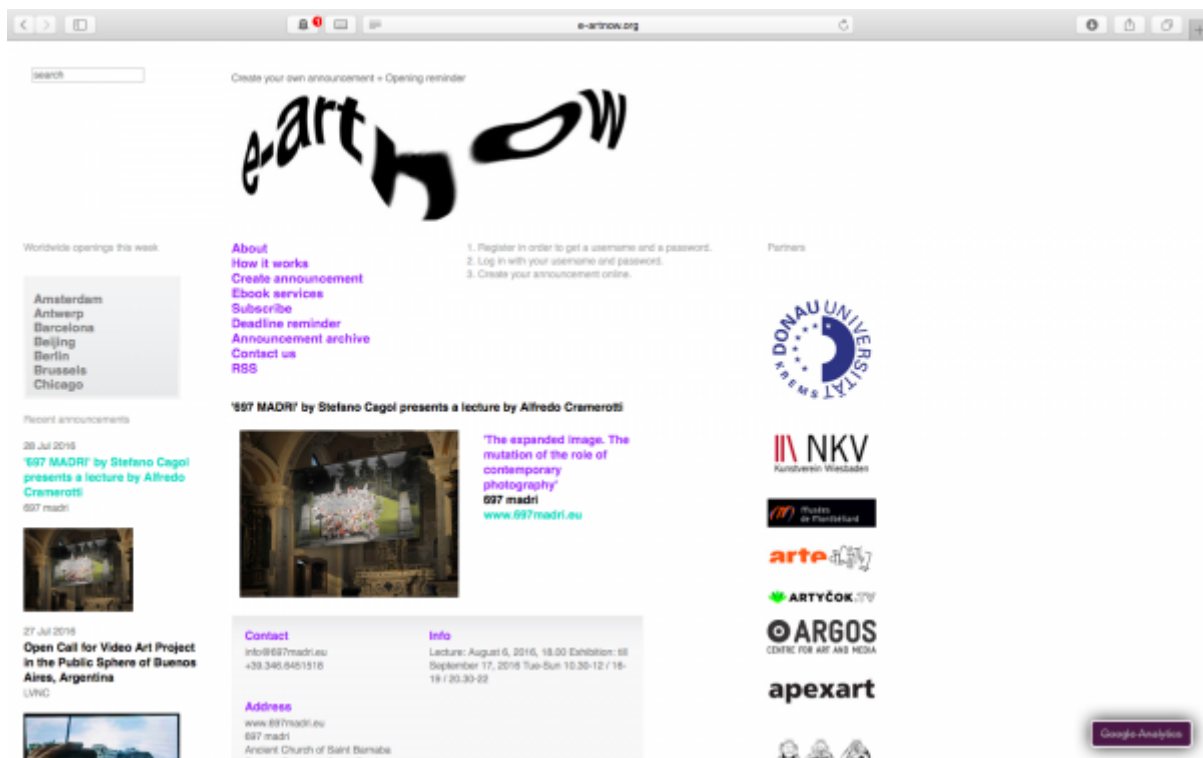 e-artnow.org
search
Create your own announcement + Opening reminder
e-art now
Worldwide openings this week
Amsterdam
Antwerp
Barcelona
Beijing
Berlin
Brussels
Chicago
Recent announcements
28 Jul 2016
'697 MADRI' by Stefano Cagol
presents a lecture by Alfredo
Cramerotti
697 madri
27 Jul 2016
Open Call for Video Art Project
in the Public Sphere of Buenos
Aires, Argentina
LVNC
About
How it works
Create announcement
Ebook services
Subscribe
Deadline reminder
Announcement archive
Contact us
RSS
1. Register in order to get a username and a password.
2. Log in with your username and password.
3. Create your announcement online.
'697 MADRI' by Stefano Cagol presents a lecture by Alfredo Cramerotti
'The expanded image. The
mutation of the role of
contemporary
photography'
697 madri
www.697madri.eu
Contact
info@697madri.eu
+39.346.6451518
Info
Lecture: August 6, 2016, 18.00 Exhibition: till
September 17, 2016 Tue-Sun 10.30-12 / 16-
19 / 20.30-22
Address
www.697madri.eu
697 madri
Ancient Church of Saint Barnaba
Partners
DONAU UNIVERSITÄT
KREMS
NKV
Kunstverein Wiesbaden
Musées
de Montbéliard
arte
ARTYČOK.TV
ARGOS
CENTRE FOR ART AND MEDIA
apexart
Google Analytics